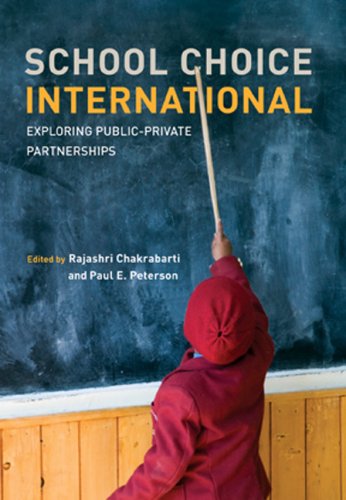 SCHOOL CHOICE
INTERNATIONAL
EXPLORING PUBLIC-PRIVATE
PARTNERSHIPS
Edited by Rajashri Chakrabarti
and Paul E. Peterson